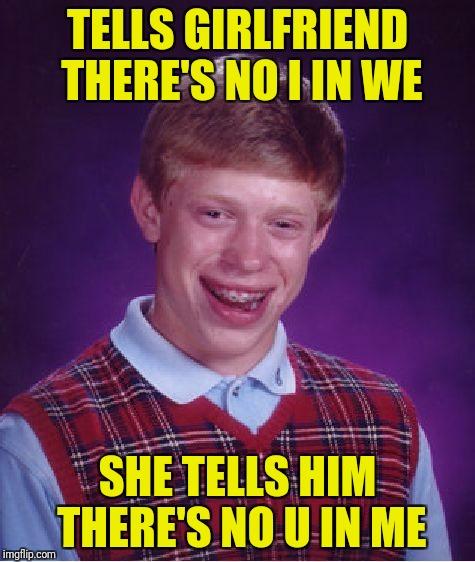 TELLS GIRLFRIEND
THERE'S NO I IN WE
SHE TELLS HIM
THERE'S NO U IN ME
imgflip.com